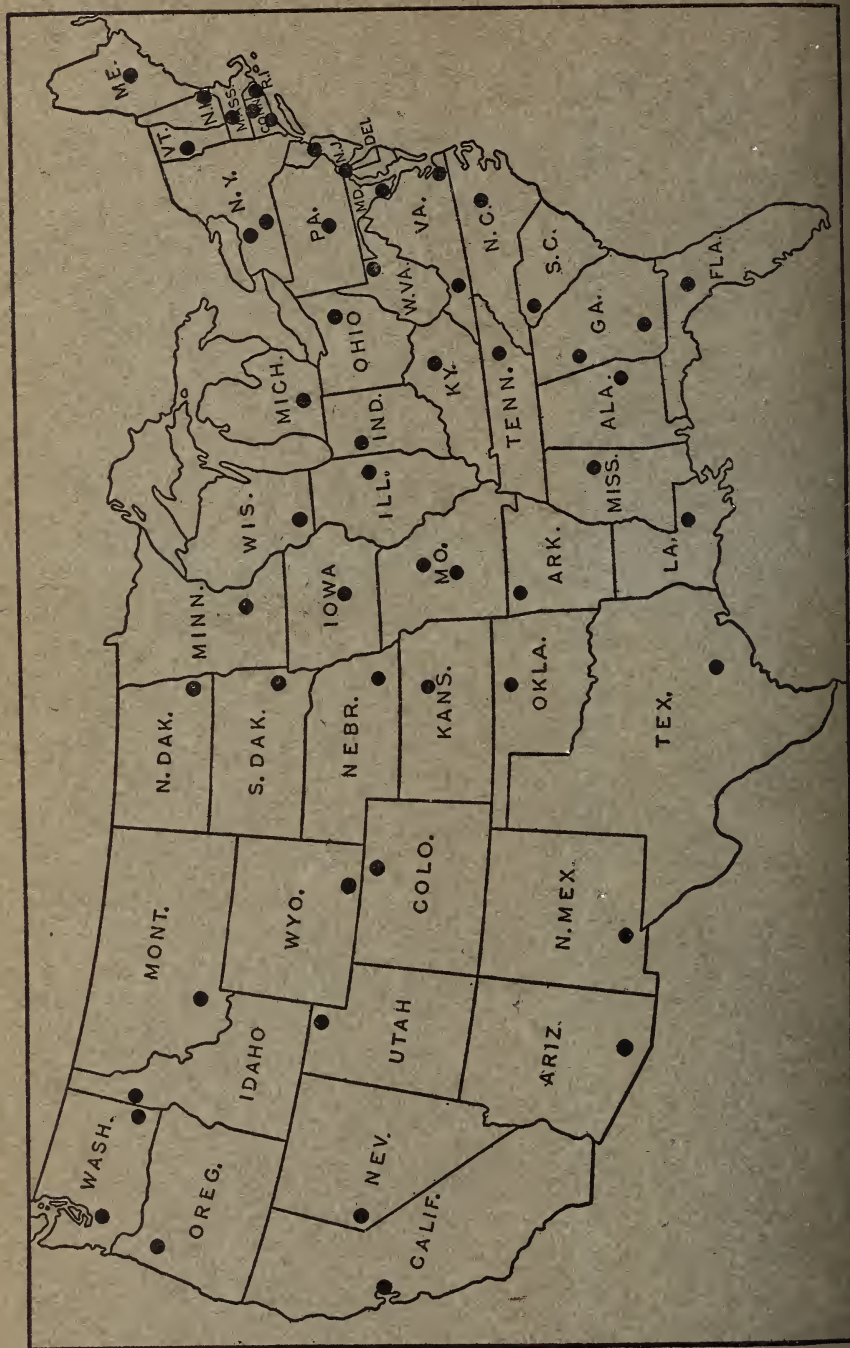 WASH.
OREG.
CALIF.
NEV.
IDAHO
MONT.
WYO.
UTAH
COLO.
ARIZ.
N.MEX.
N. DAK.
S. DAK.
NEBR.
KANS.
OKLA.
TEX.
MINN.
IOWA
MO.
ARK.
LA.
WIS.
ILL.
MISS.
MICH.
IND.
OHIO
KY.
TENN.
ALA.
GA.
FLA.
S.C.
N.C.
VA.
W.VA.
MD.
DEL
N.J.
PA.
N.Y.
VT.
N.H.
MASS.
CONN.
R.I.
ME.